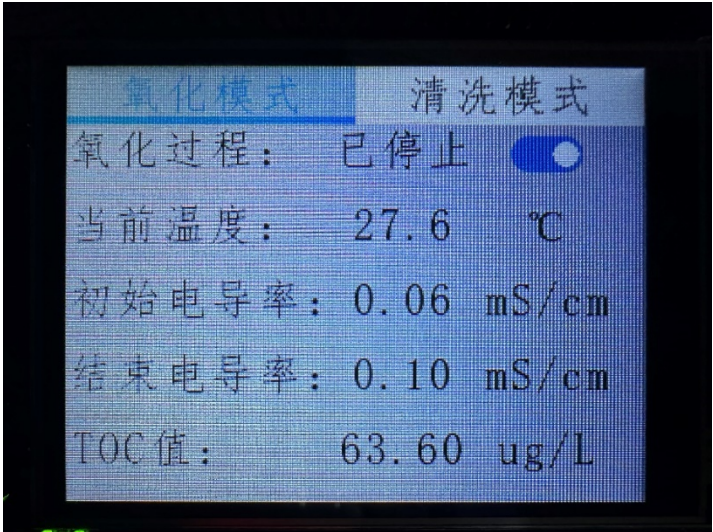 氧化模式 清洗模式
氧化过程： 已停止
当前温度： 27.6 ℃
初始电导率：0.06 mS/cm
结束电导率：0.10 mS/cm
TOC值： 63.60 ug/L